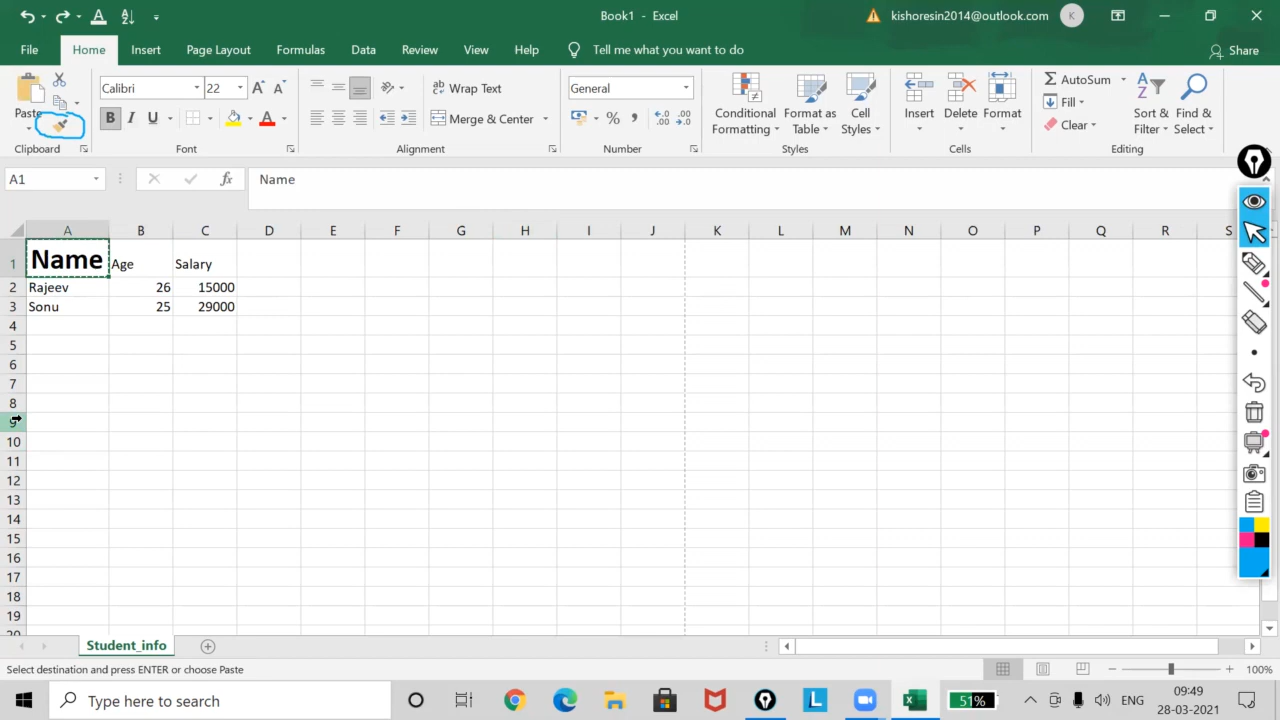 Book1 - Excel
kishoresin2014@outlook.com
K
File Home Insert Page Layout Formulas Data Review View Help Tell me what you want to do Share
Paste
Clipboard
Calibri 22
B I U
Font
Wrap Text
Merge & Center
Alignment
General
Number
Conditional Formatting
Format as Table
Cell Styles
Styles
Insert Delete Format
Cells
AutoSum
Fill
Clear
Sort & Filter
Find & Select
Editing
A1 fx Name
A B C D E F G H I J K L M N O P Q R S
1 Name Age Salary
2 Rajeev 26 15000
3 Sonu 25 29000
4
5
6
7
8
9
10
11
12
13
14
15
16
17
18
19
20
Student_info
Select destination and press ENTER or choose Paste
100%
Type here to search
51%
ENG
09:49
28-03-2021